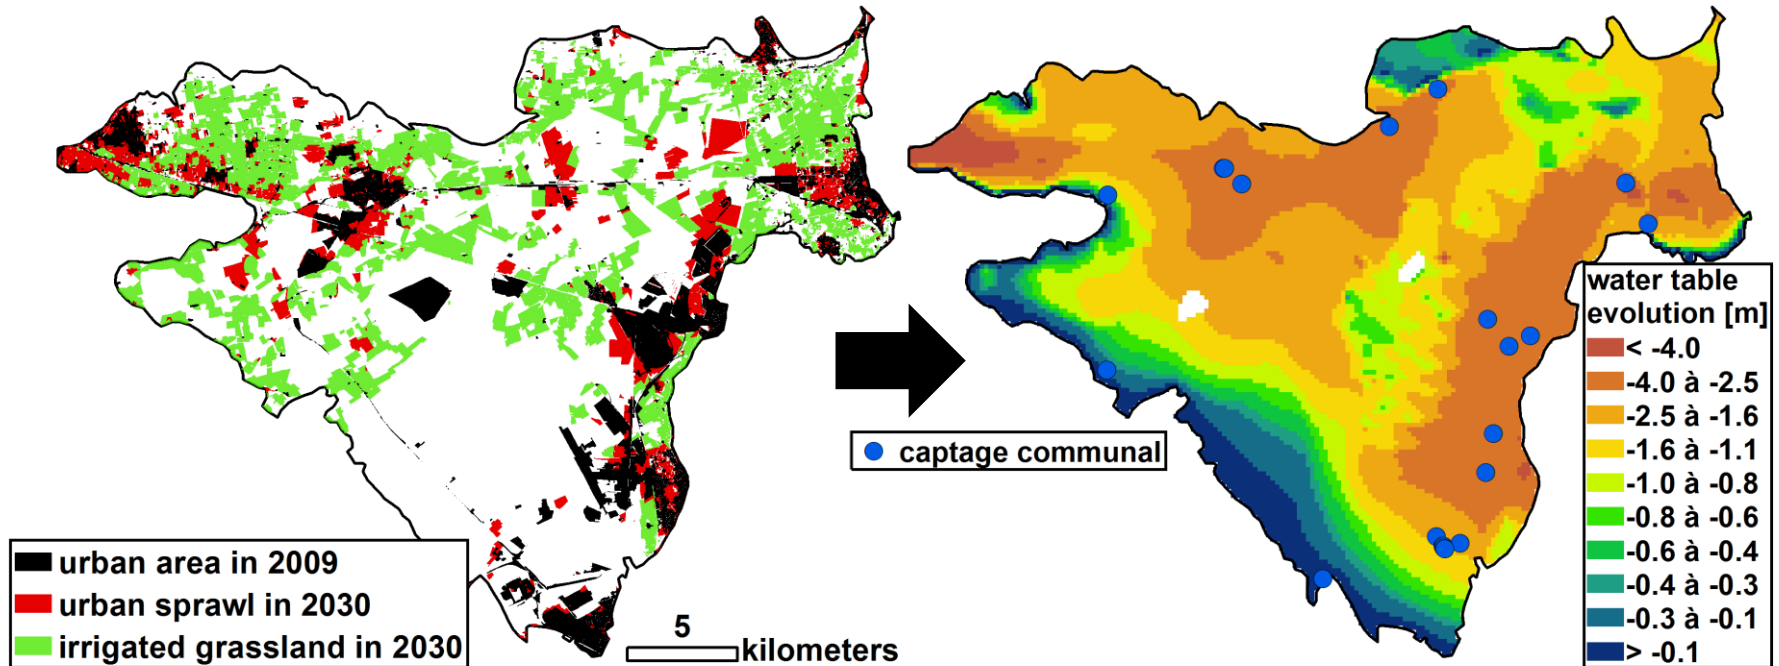 urban area in 2009
urban sprawl in 2030
irrigated grassland in 2030
5
kilometers
captage communal
water table
evolution [m]
< -4.0
-4.0 à -2.5
-2.5 à -1.6
-1.6 à -1.1
-1.0 à -0.8
-0.8 à -0.6
-0.6 à -0.4
-0.4 à -0.3
-0.3 à -0.1
> -0.1